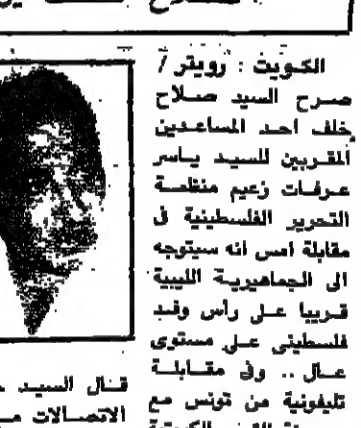 الكويت : رويتر /
صرح السيد صلاح
خلف احد المساعدين
المقربين للسيد ياسر
عرفات زعيم منظمة
التحرير الفلسطينية في
مقابلة امس انه سيتوجه
الى الجماهيرية الليبية
قريبا على رأس وفد
فلسطيني على مستوى
عال .. وفي مقابلة
تليفونية من تونس مع
قال السيد
الاتصالات